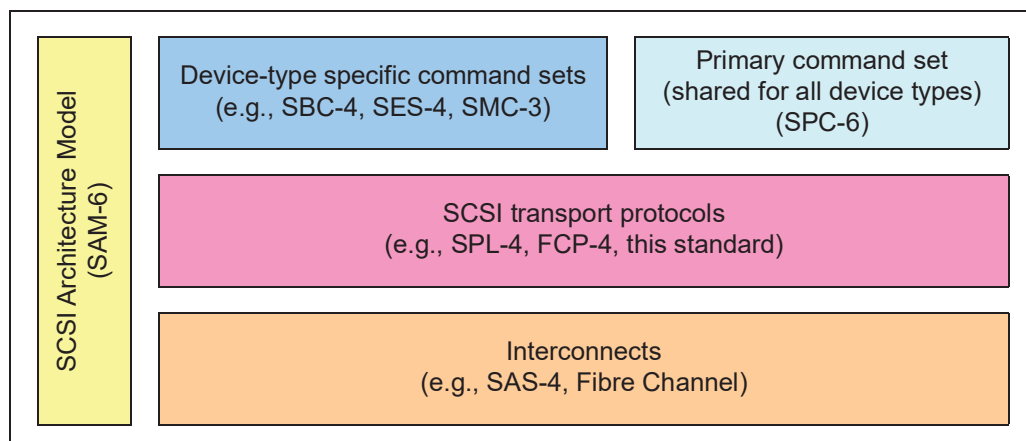 SCSI Architecture Model
(SAM-6)
Device-type specific command sets
(e.g., SBC-4, SES-4, SMC-3)
Primary command set
(shared for all device types)
(SPC-6)
SCSI transport protocols
(e.g., SPL-4, FCP-4, this standard)
Interconnects
(e.g., SAS-4, Fibre Channel)